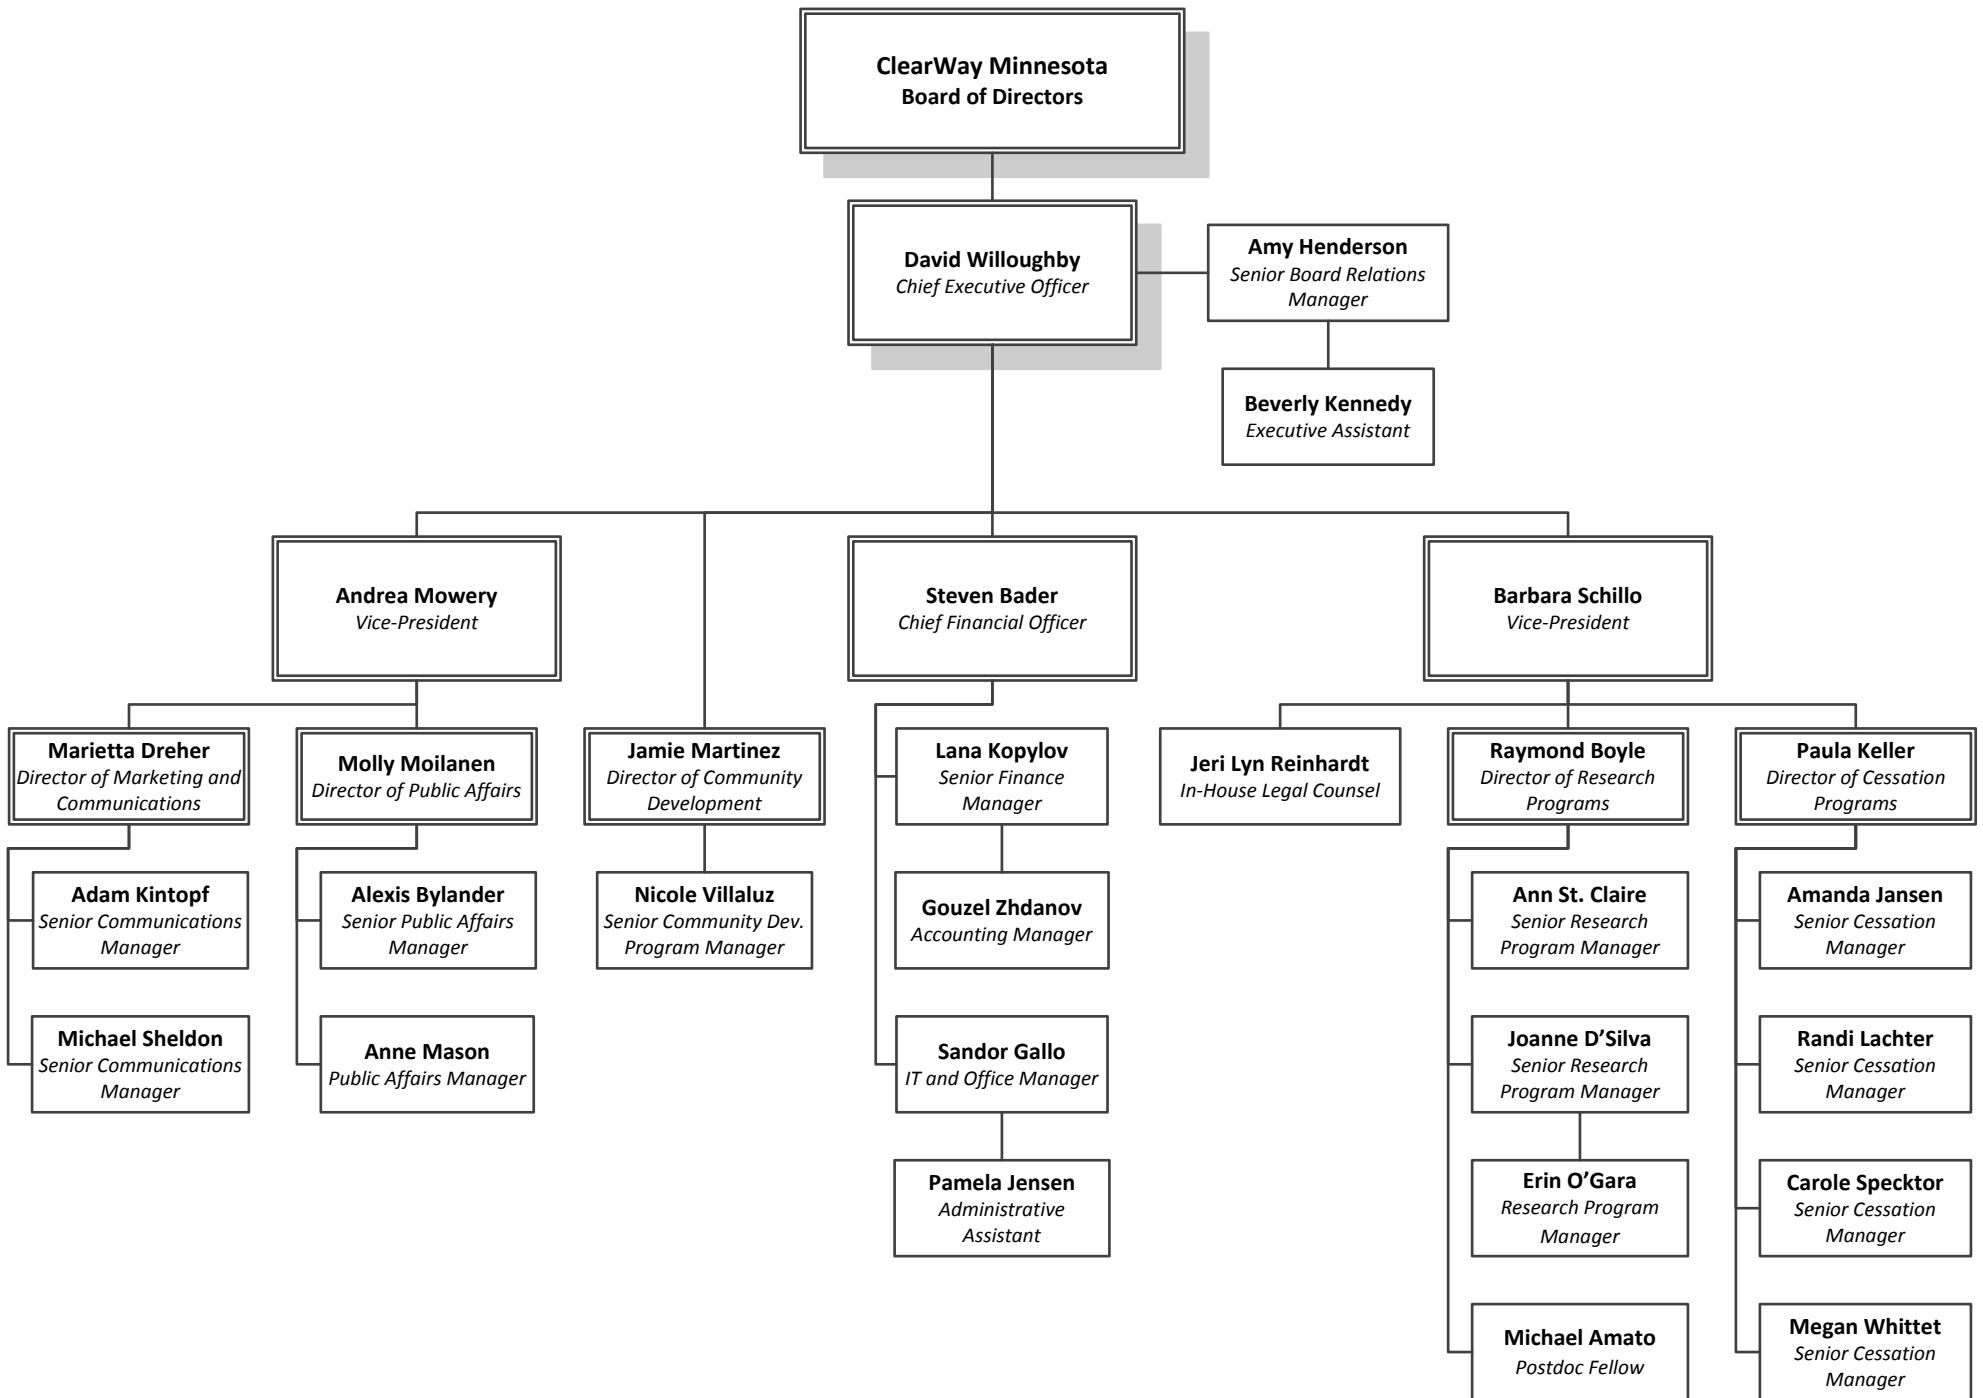 ClearWay Minnesota
Board of Directors
David Willoughby
Chief Executive Officer
Amy Henderson
Senior Board Relations
Manager
Beverly Kennedy
Executive Assistant
Andrea Mowery
Vice-President
Steven Bader
Chief Financial Officer
Barbara Schillo
Vice-President
Marietta Dreher
Director of Marketing and
Communications
Molly Moilanen
Director of Public Affairs
Jamie Martinez
Director of Community
Development
Lana Kopylov
Senior Finance
Manager
Jeri Lyn Reinhardt
In-House Legal Counsel
Raymond Boyle
Director of Research
Programs
Paula Keller
Director of Cessation
Programs
Adam Kintopf
Senior Communications
Manager
Alexis Bylander
Senior Public Affairs
Manager
Nicole Villaluz
Senior Community Dev.
Program Manager
Gouzel Zhdanov
Accounting Manager
Ann St. Claire
Senior Research
Program Manager
Amanda Jansen
Senior Cessation
Manager
Michael Sheldon
Senior Communications
Manager
Anne Mason
Public Affairs Manager
Sandor Gallo
IT and Office Manager
Joanne D’Silva
Senior Research
Program Manager
Randi Lachter
Senior Cessation
Manager
Pamela Jensen
Administrative
Assistant
Erin O’Gara
Research Program
Manager
Carole Specktor
Senior Cessation
Manager
Michael Amato
Postdoc Fellow
Megan Whittet
Senior Cessation
Manager